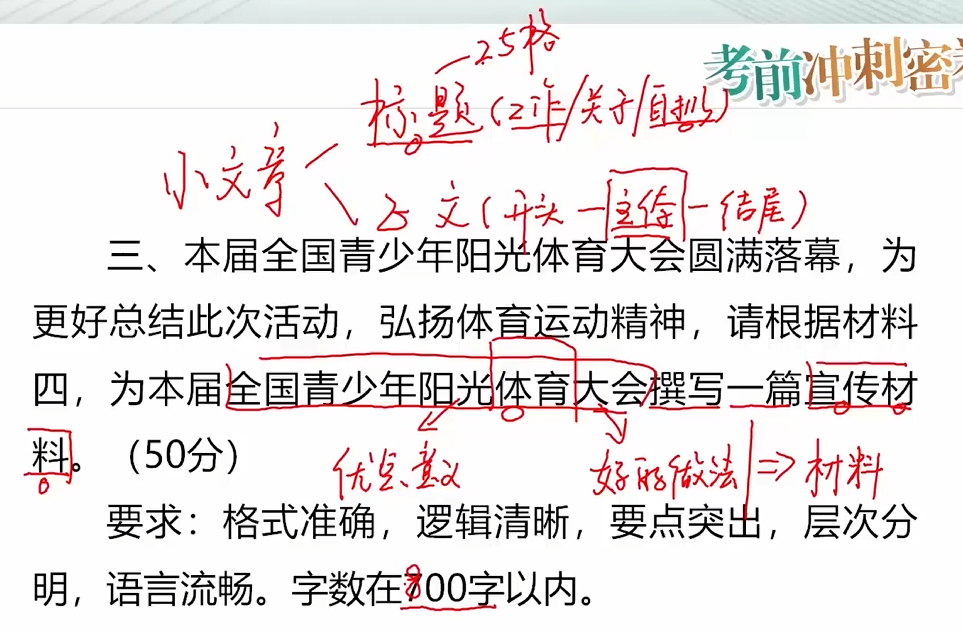 25格
考前冲刺密
标题(工作/关于/自拟)
小文章
正文(开头-主体-结尾)
三、本届全国青少年阳光体育大会圆满落幕，为
更好总结此次活动，弘扬体育运动精神，请根据材料
四，为本届全国青少年阳光体育大会撰写一篇宣传材
料。（50分）
优点意义
好的做法
=> 材料
要求：格式准确，逻辑清晰，要点突出，层次分
明，语言流畅。字数在800字以内。